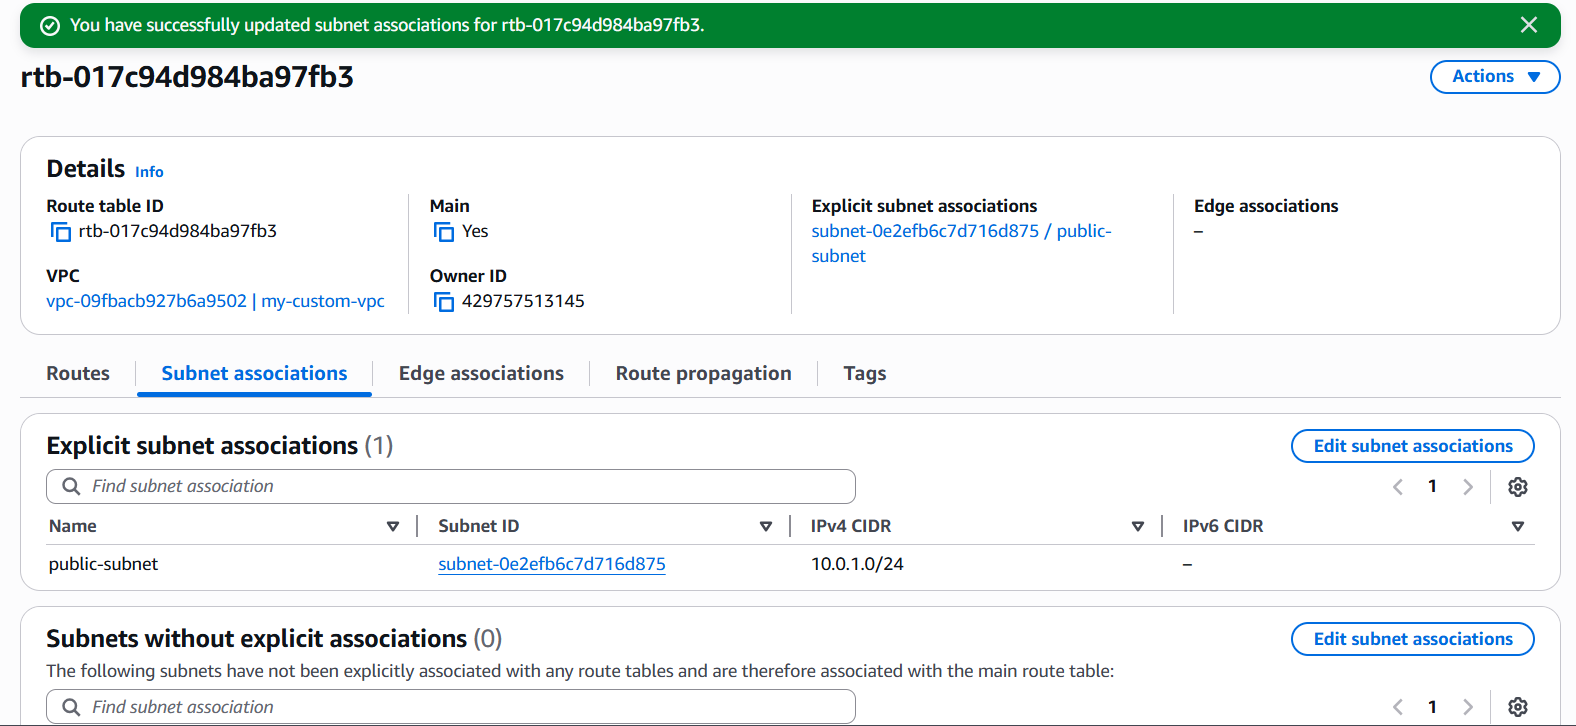 You have successfully updated subnet associations for rtb-017c94d984ba97fb3.
rtb-017c94d984ba97fb3
Actions
Details Info
Route table ID
rtb-017c94d984ba97fb3
Main
Yes
Explicit subnet associations
subnet-0e2efb6c7d716d875 / public-
subnet
Edge associations
–
VPC
vpc-09fbacb927b6a9502 | my-custom-vpc
Owner ID
429757513145
Routes
Subnet associations
Edge associations
Route propagation
Tags
Explicit subnet associations (1)
Edit subnet associations
Find subnet association
1
Name Subnet ID IPv4 CIDR IPv6 CIDR
public-subnet subnet-0e2efb6c7d716d875 10.0.1.0/24 –
Subnets without explicit associations (0)
Edit subnet associations
The following subnets have not been explicitly associated with any route tables and are therefore associated with the main route table:
Find subnet association
1